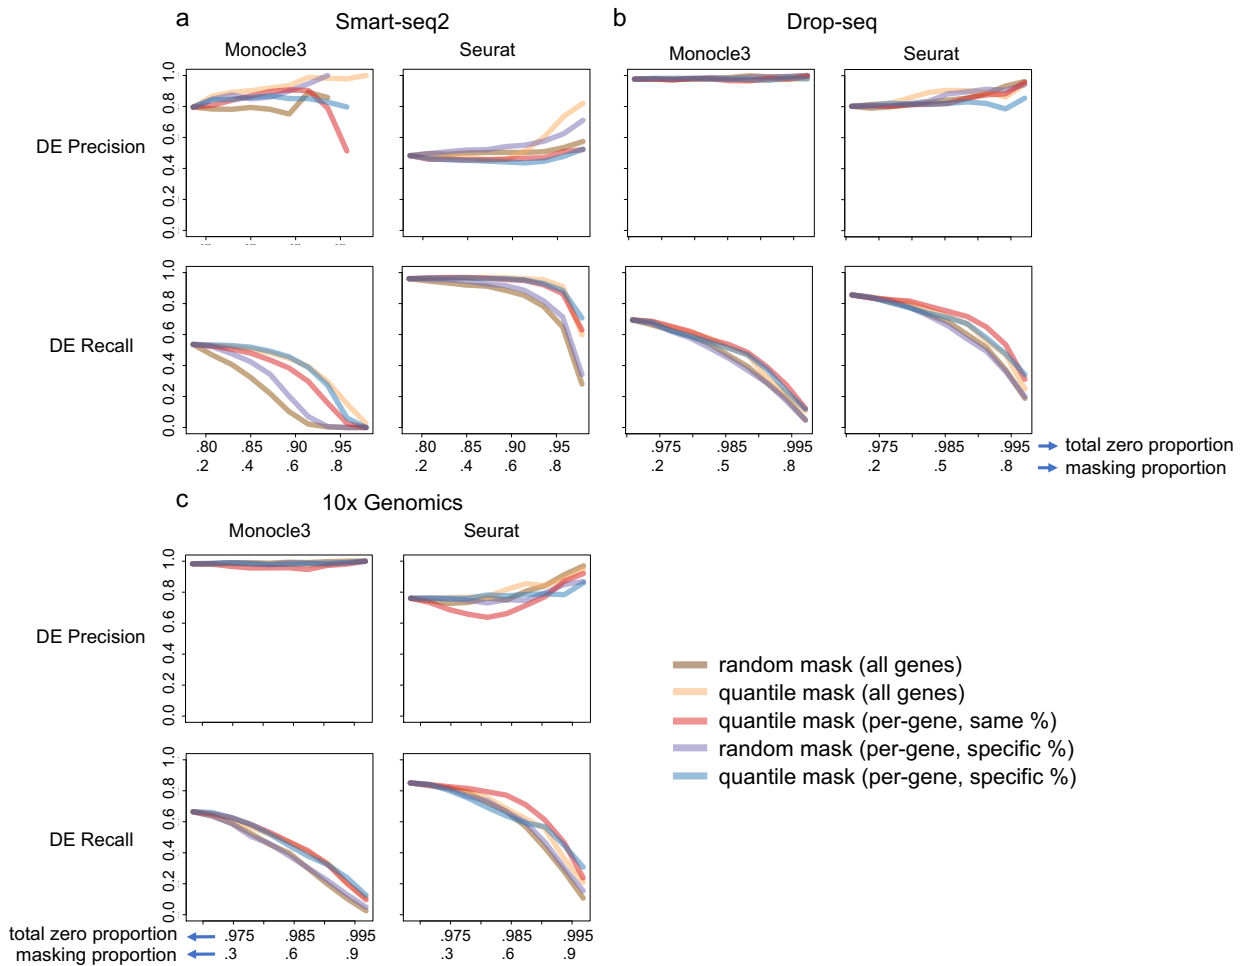 a
Smart-seq2
b
Drop-seq
Monocle3
Seurat
Monocle3
Seurat
DE Precision
0.0 0.2 0.4 0.6 0.8 1.0
DE Recall
0.0 0.2 0.4 0.6 0.8 1.0
.80 .85 .90 .95
.2 .4 .6 .8
.80 .85 .90 .95
.2 .4 .6 .8
.975 .985 .995
.2 .5 .8
.975 .985 .995
.2 .5 .8
total zero proportion
masking proportion
c
10x Genomics
Monocle3
Seurat
DE Precision
0.0 0.2 0.4 0.6 0.8 1.0
DE Recall
0.0 0.2 0.4 0.6 0.8 1.0
total zero proportion
masking proportion
.975 .985 .995
.3 .6 .9
.975 .985 .995
.3 .6 .9
random mask (all genes)
quantile mask (all genes)
quantile mask (per-gene, same %)
random mask (per-gene, specific %)
quantile mask (per-gene, specific %)